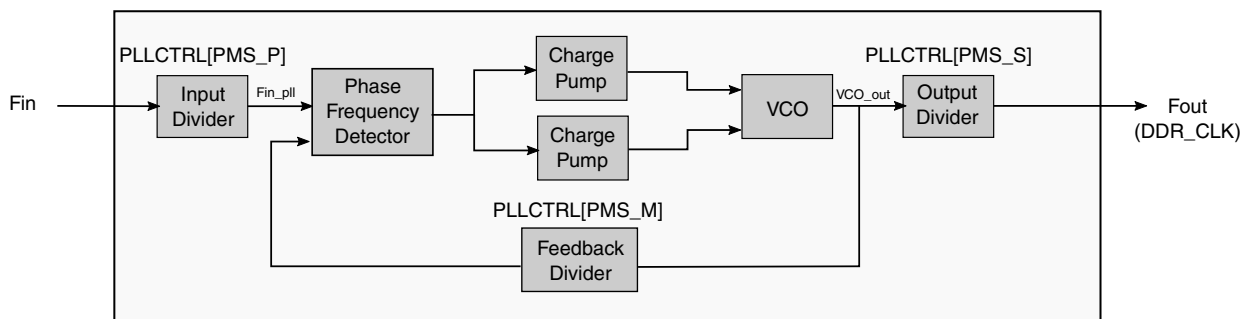 PLLCTRL[PMS_P]
Charge
Pump
PLLCTRL[PMS_S]
Fin
Input
Divider
Fin_pll
Phase
Frequency
Detector
VCO
VCO_out
Output
Divider
Fout
(DDR_CLK)
Charge
Pump
PLLCTRL[PMS_M]
Feedback
Divider